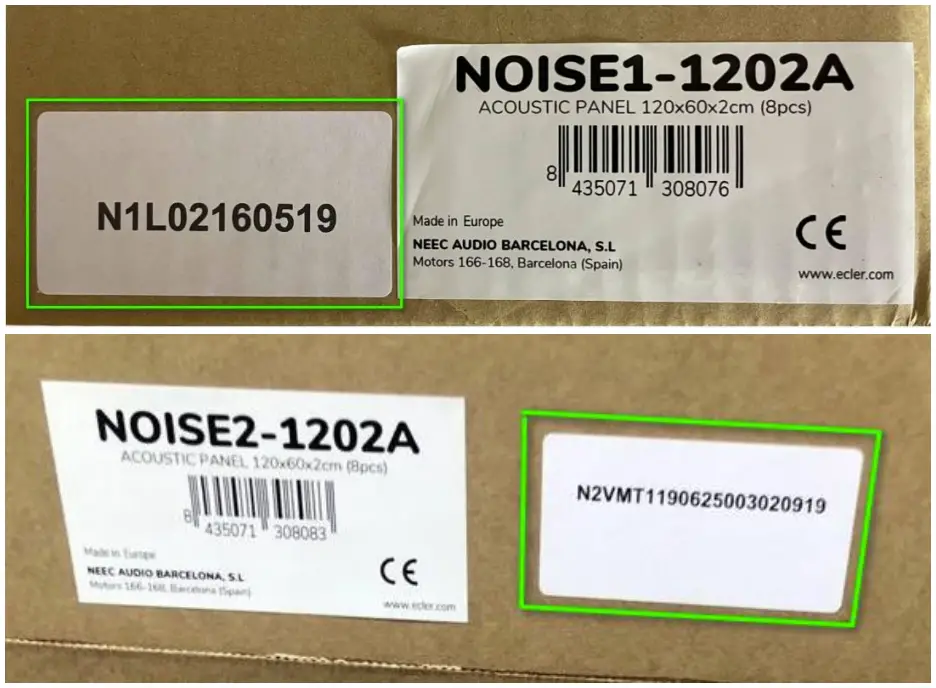 NOISE1-1202A
ACOUSTIC PANEL 120x60x2cm (8pcs)
8 435071 308076
N1L02160519
Made in Europe
NEEC AUDIO BARCELONA, S.L
Motors 166-168, Barcelona (Spain)
CE
www.ecler.com
NOISE2-1202A
ACOUSTIC PANEL 120x60x2cm (8pcs)
8 435071 308083
N2VMT1190625003020919
Made in Europe
NEEC AUDIO BARCELONA, S.L
Motors 166-168, Barcelona (Spain)
CE
www.ecler.com